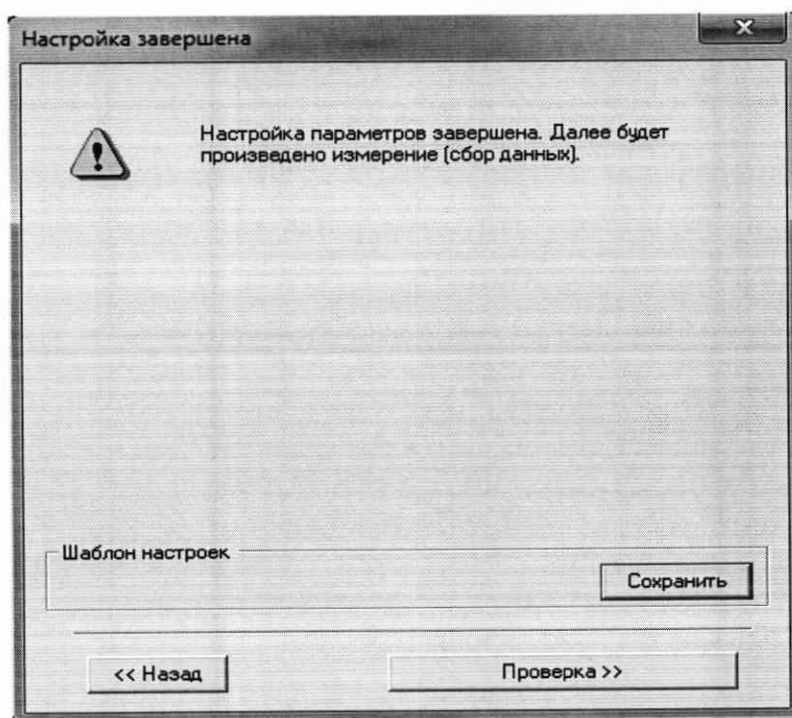 Настройка завершена
Настройка параметров завершена. Далее будет
произведено измерение (сбор данных).
Шаблон настроек
Сохранить
<< Назад
Проверка >>